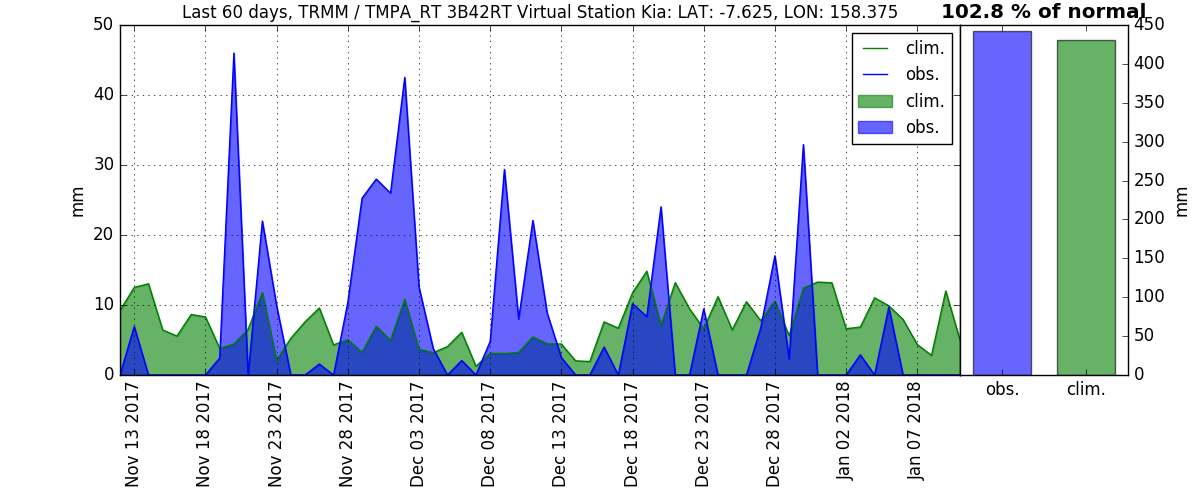 Last 60 days, TRMM / TMPA_RT 3B42RT Virtual Station Kia: LAT: -7.625, LON: 158.375
102.8 % of normal
50
40
30
20
10
0
mm
clim.
obs.
clim.
obs.
Nov 13 2017
Nov 18 2017
Nov 23 2017
Nov 28 2017
Dec 03 2017
Dec 08 2017
Dec 13 2017
Dec 18 2017
Dec 23 2017
Dec 28 2017
Jan 02 2018
Jan 07 2018
450
400
350
300
250
200
150
100
50
0
mm
obs.
clim.